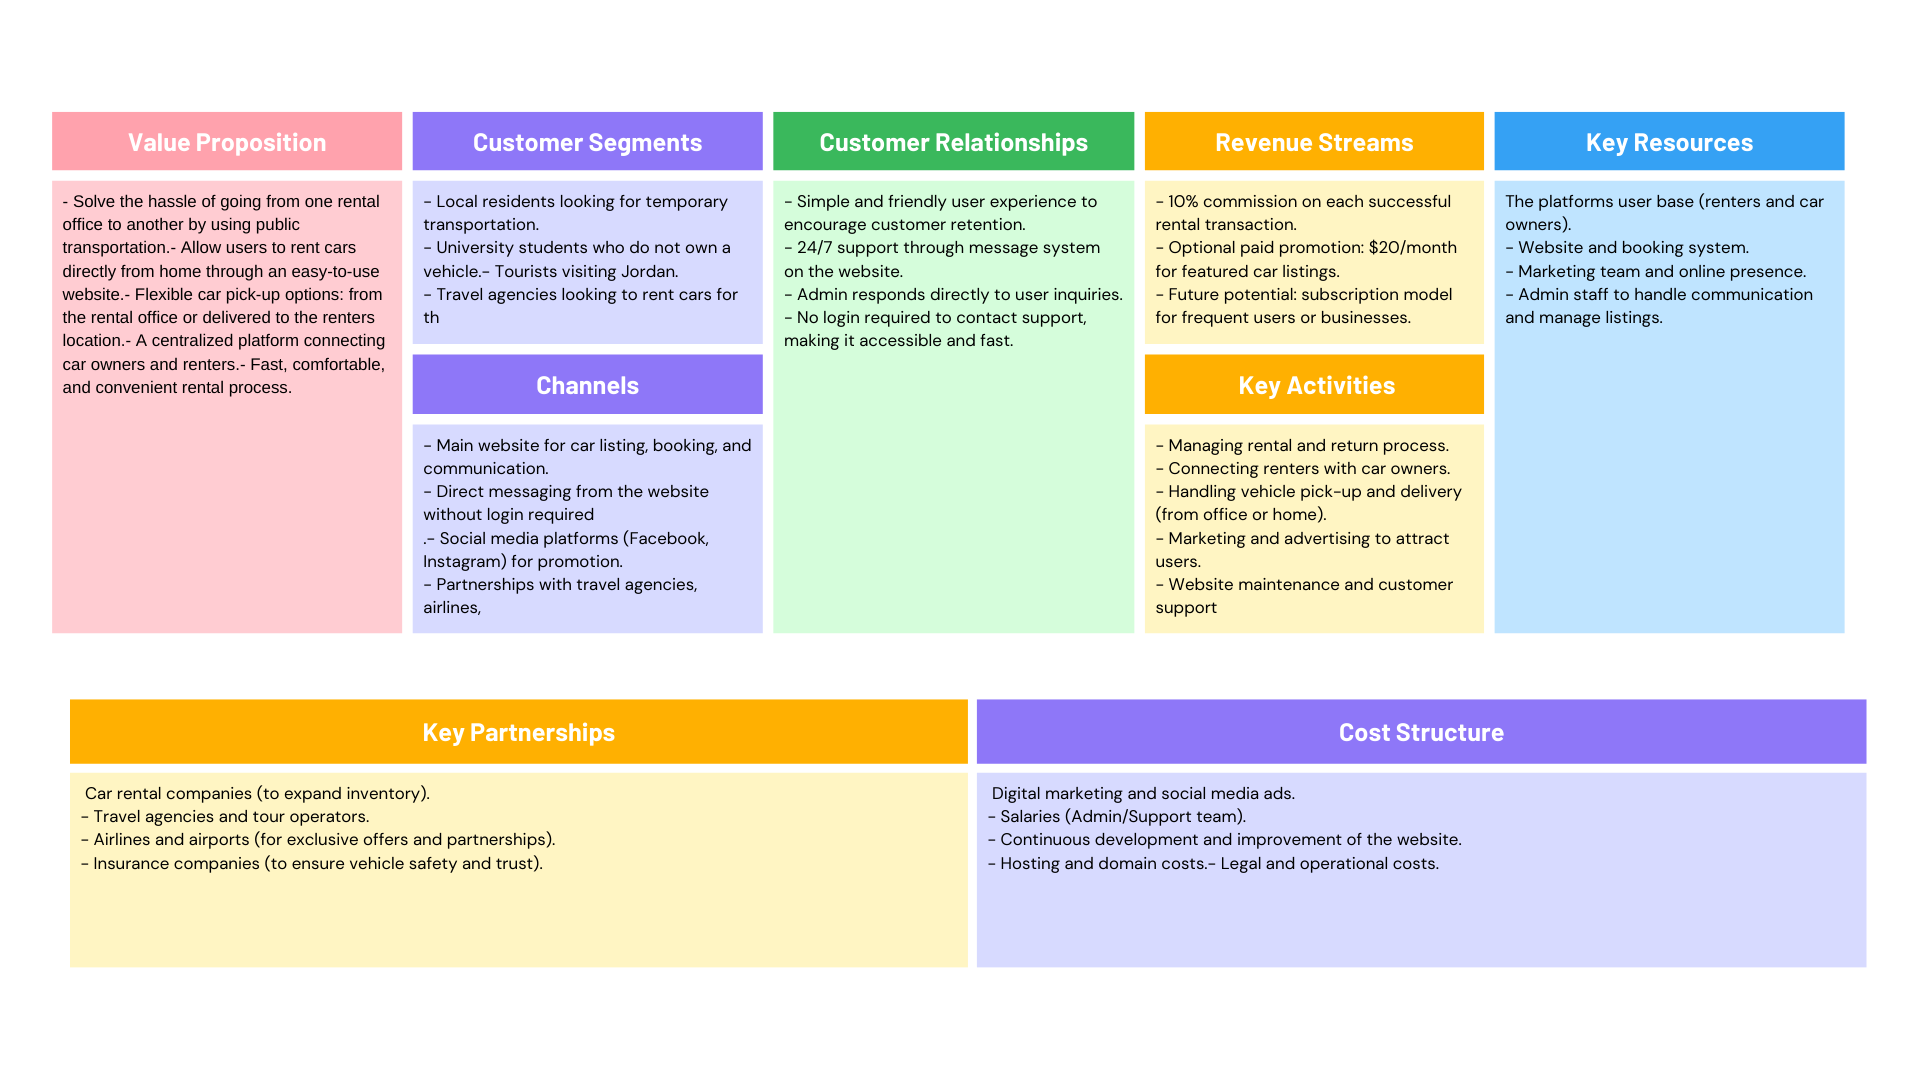 Value Proposition
- Solve the hassle of going from one rental
office to another by using public
transportation.- Allow users to rent cars
directly from home through an easy-to-use
website.- Flexible car pick-up options: from
the rental office or delivered to the renters
location.- A centralized platform connecting
car owners and renters.- Fast, comfortable,
and convenient rental process.
Customer Segments
- Local residents looking for temporary
transportation.
- University students who do not own a
vehicle.- Tourists visiting Jordan.
- Travel agencies looking to rent cars for
th
Channels
- Main website for car listing, booking, and
communication.
- Direct messaging from the website
without login required
.- Social media platforms (Facebook,
Instagram) for promotion.
- Partnerships with travel agencies,
airlines,
Customer Relationships
- Simple and friendly user experience to
encourage customer retention.
- 24/7 support through message system
on the website.
- Admin responds directly to user inquiries.
- No login required to contact support,
making it accessible and fast.
Revenue Streams
- 10% commission on each successful
rental transaction.
- Optional paid promotion: $20/month
for featured car listings.
- Future potential: subscription model
for frequent users or businesses.
Key Activities
- Managing rental and return process.
- Connecting renters with car owners.
- Handling vehicle pick-up and delivery
(from office or home).
- Marketing and advertising to attract
users.
- Website maintenance and customer
support
Key Resources
The platforms user base (renters and car
owners).
- Website and booking system.
- Marketing team and online presence.
- Admin staff to handle communication
and manage listings.
Key Partnerships
Car rental companies (to expand inventory).
- Travel agencies and tour operators.
- Airlines and airports (for exclusive offers and partnerships).
- Insurance companies (to ensure vehicle safety and trust).
Cost Structure
Digital marketing and social media ads.
- Salaries (Admin/Support team).
- Continuous development and improvement of the website.
- Hosting and domain costs.- Legal and operational costs.